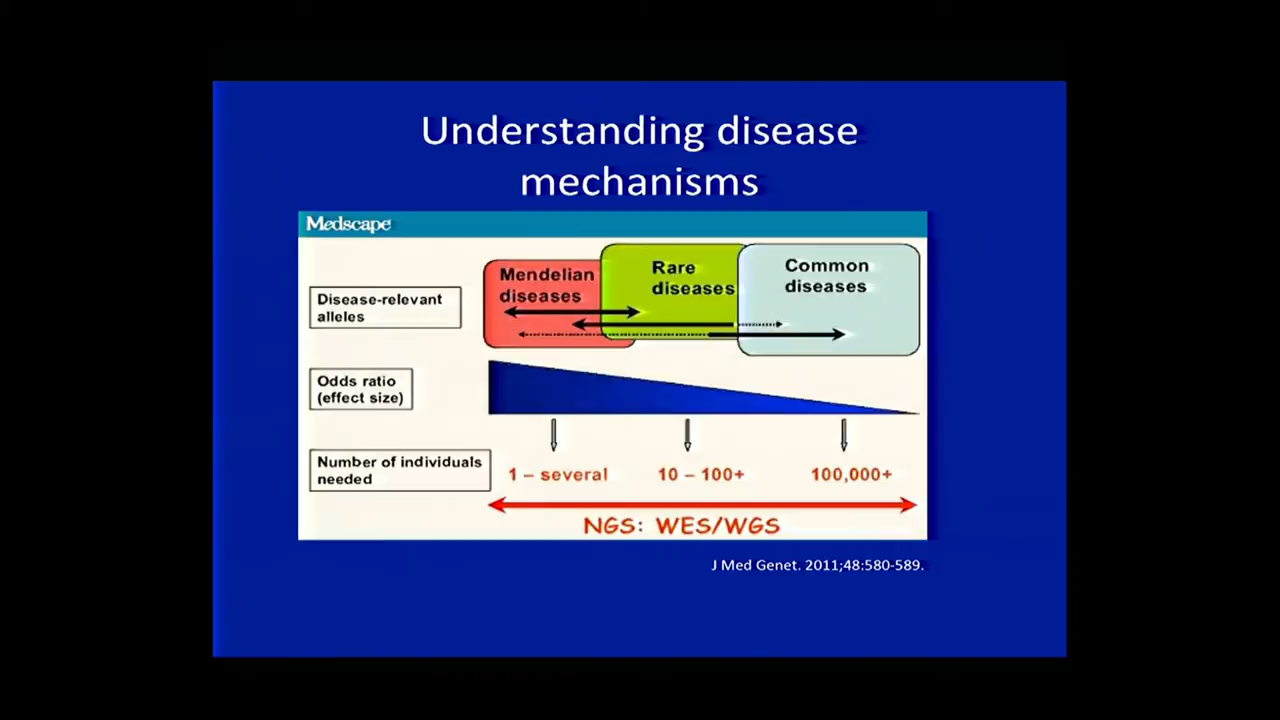 Understanding disease
mechanisms
Medscape
Mendelian
diseases
Rare
diseases
Common
diseases
Disease-relevant
alleles
Odds ratio
(effect size)
Number of individuals
needed
1 – several
10 – 100+
100,000+
NGS: WES/WGS
J Med Genet. 2011;48:580-589.